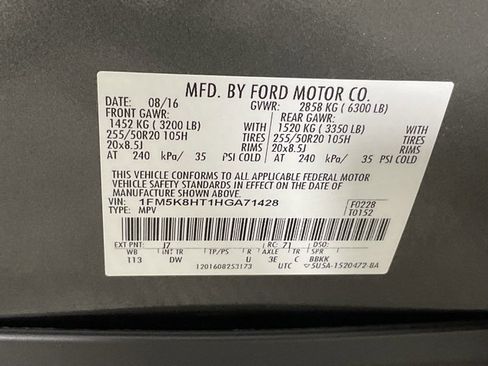 MFD. BY FORD MOTOR CO.
DATE: 08/16 GVWR: 2858 KG ( 6300 LB)
FRONT GAWR: REAR GAWR:
1452 KG ( 3200 LB) WITH 1520 KG ( 3350 LB) WITH
255/50R20 105H TIRES 255/50R20 105H TIRES
20x8.5J RIMS 20x8.5J RIMS
AT 240 kPa/ 35 PSI COLD AT 240 kPa/ 35 PSI COLD
THIS VEHICLE CONFORMS TO ALL APPLICABLE FEDERAL MOTOR
VEHICLE SAFETY AND THEFT PREVENTION STANDARDS IN EFFECT ON THE DATE OF
MANUFACTURE SHOWN ABOVE.
VIN: 1FM5K8HT1HGA71428 F0228
TYPE: MPV T0152
EXT PNT: J7 RC: 71 DSO:
WB INT TR TP/PS R AXLE TR SPR
113 DW U 3E C BBKK
1201608253173 UTC 5U5A-1520472-BA